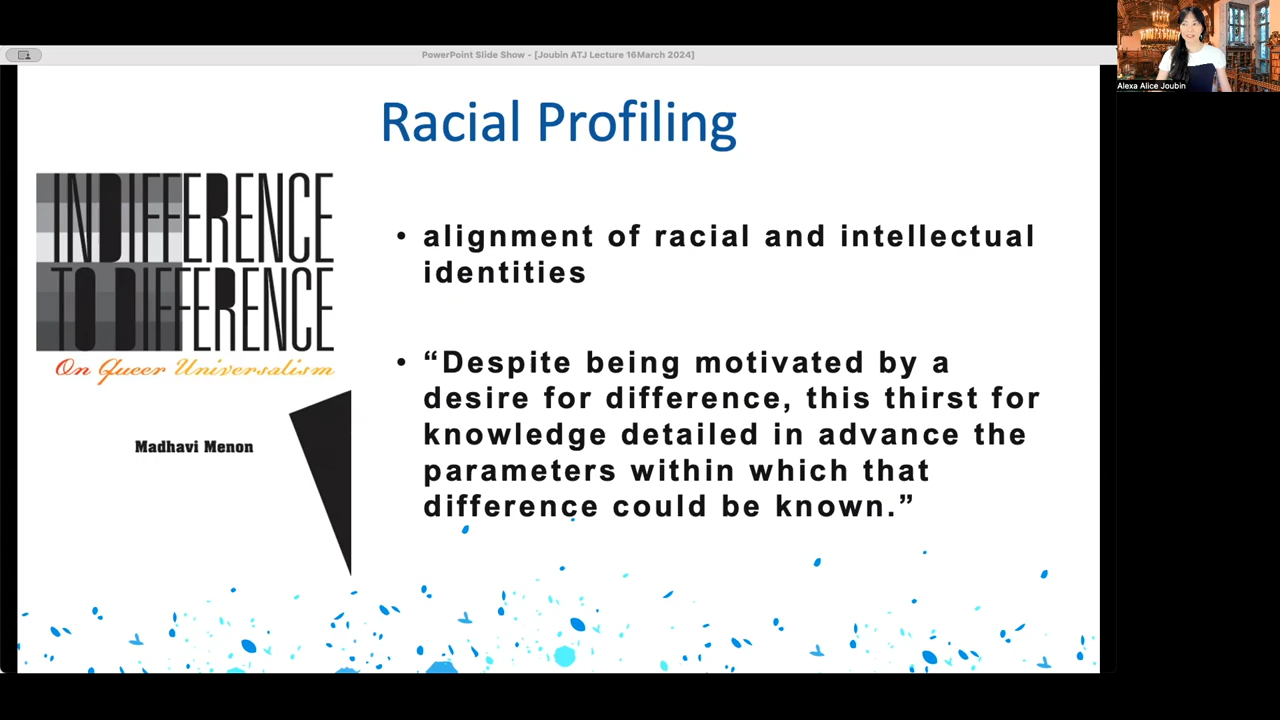 PowerPoint Slide Show - [Joubin ATJ Lecture 16March 2024]
Alexa Alice Joubin
Racial Profiling
INDIFFERENCE
TO DIFFERENCE
On Queer Universalism
Madhavi Menon
• alignment of racial and intellectual
identities
• “Despite being motivated by a
desire for difference, this thirst for
knowledge detailed in advance the
parameters within which that
difference could be known.”